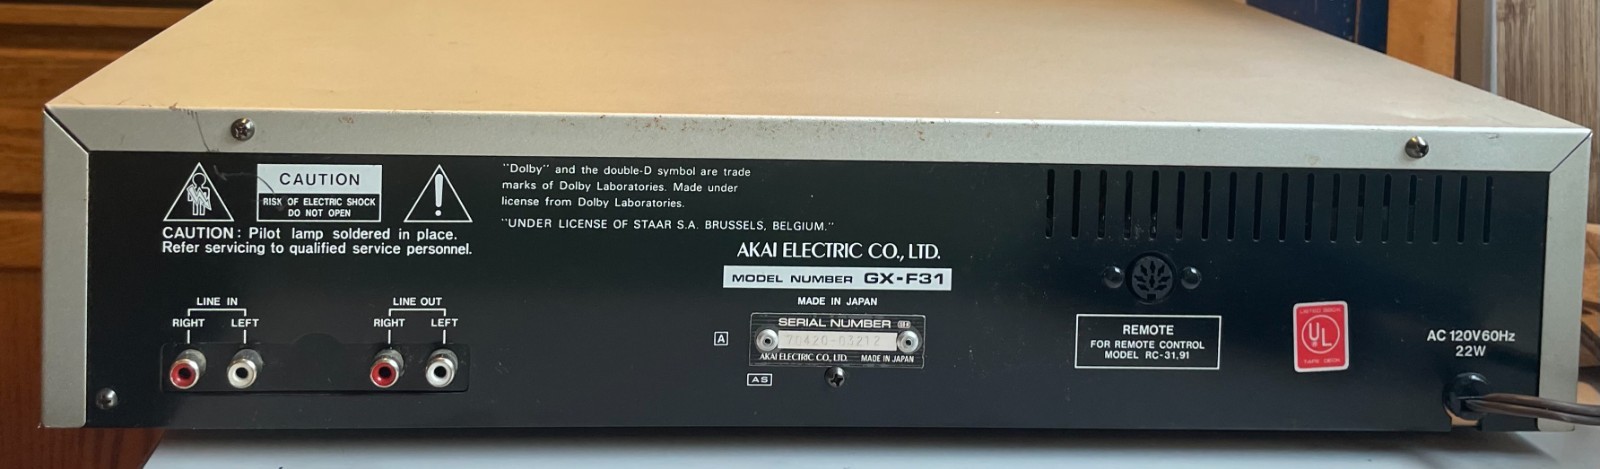 CAUTION
RISK OF ELECTRIC SHOCK
DO NOT OPEN
CAUTION: Pilot lamp soldered in place.
Refer servicing to qualified service personnel.
"Dolby" and the double-D symbol are trade
marks of Dolby Laboratories. Made under
license from Dolby Laboratories.
"UNDER LICENSE OF STAAR S.A. BRUSSELS, BELGIUM."
AKAI ELECTRIC CO., LTD.
MODEL NUMBER GX-F31
MADE IN JAPAN
LINE IN
RIGHT LEFT
LINE OUT
RIGHT LEFT
A
SERIAL NUMBER
70420-03212
AKAI ELECTRIC CO., LTD. MADE IN JAPAN
AS
REMOTE
FOR REMOTE CONTROL
MODEL RC-31,91
UL
TAPE DECK
AC 120V 60Hz
22W